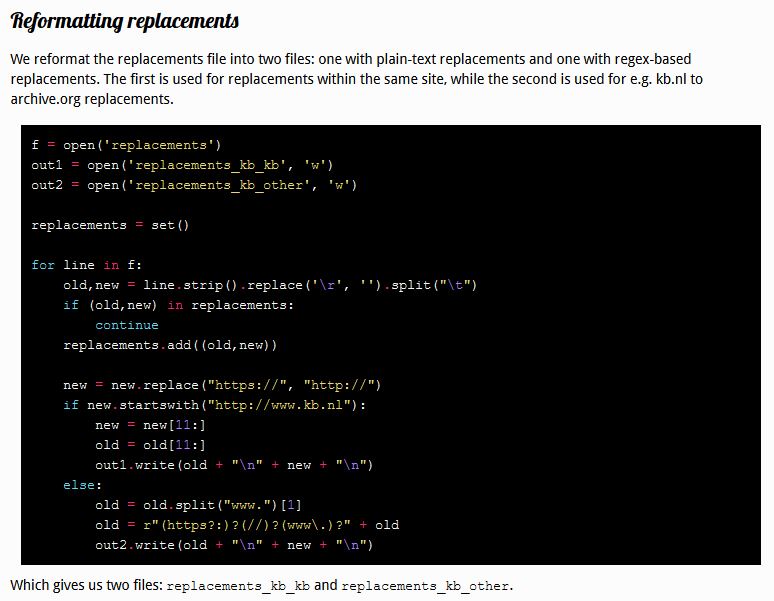 Reformatting replacements
We reformat the replacements file into two files: one with plain-text replacements and one with regex-based
replacements. The first is used for replacements within the same site, while the second is used for e.g. kb.nl to
archive.org replacements.
f = open('replacements')
out1 = open('replacements_kb_kb', 'w')
out2 = open('replacements_kb_other', 'w')
replacements = set()
for line in f:
    old,new = line.strip().replace('\r', '').split("\t")
    if (old,new) in replacements:
        continue
    replacements.add((old,new))
    new = new.replace("https://", "http://")
    if new.startswith("http://www.kb.nl"):
        new = new[11:]
        old = old[11:]
        out1.write(old + "\n" + new + "\n")
    else:
        old = old.split("www.")[1]
        old = r"(https?:)?(//)?(www\.)?" + old
        out2.write(old + "\n" + new + "\n")
Which gives us two files: replacements_kb_kb and replacements_kb_other.